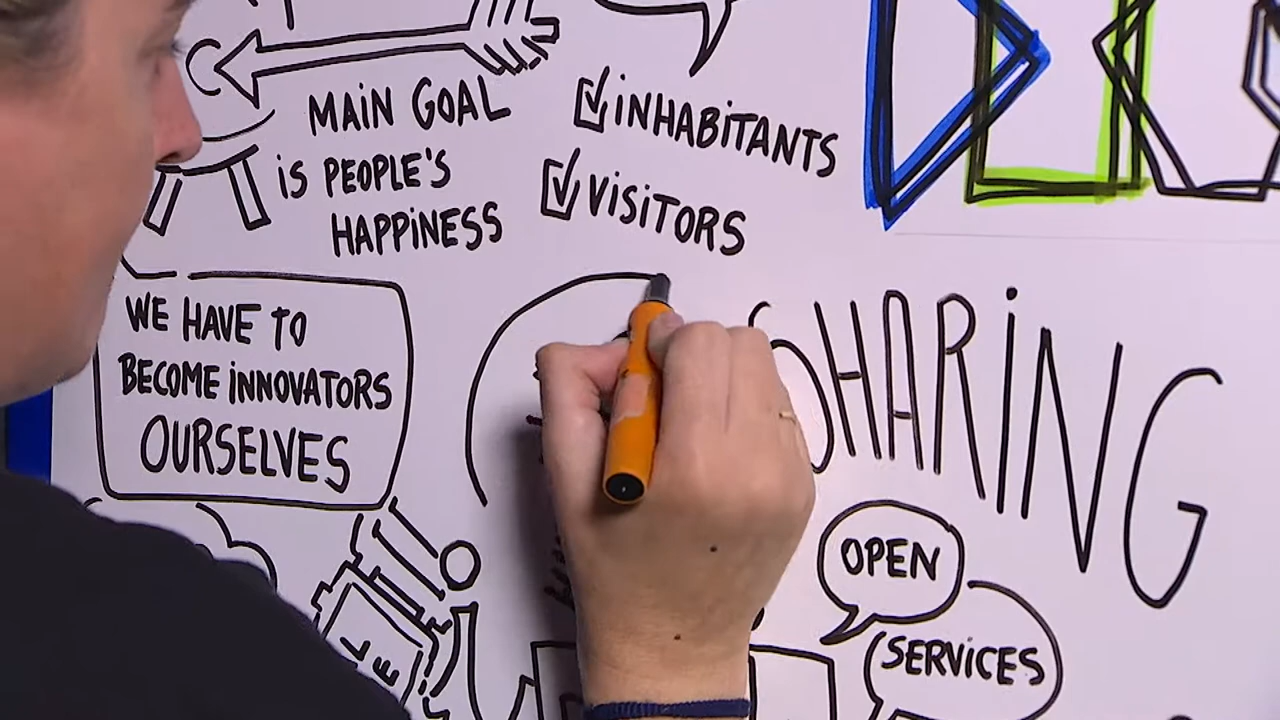 MAiN GOAL
iS PEOPLE'S
HAPPiNESS
iNHABiTANTS
ViSiTORS
WE HAVE TO
BECOME iNNOVATORS
OURSELVES
SHARiNG
OPEN
SERViCES